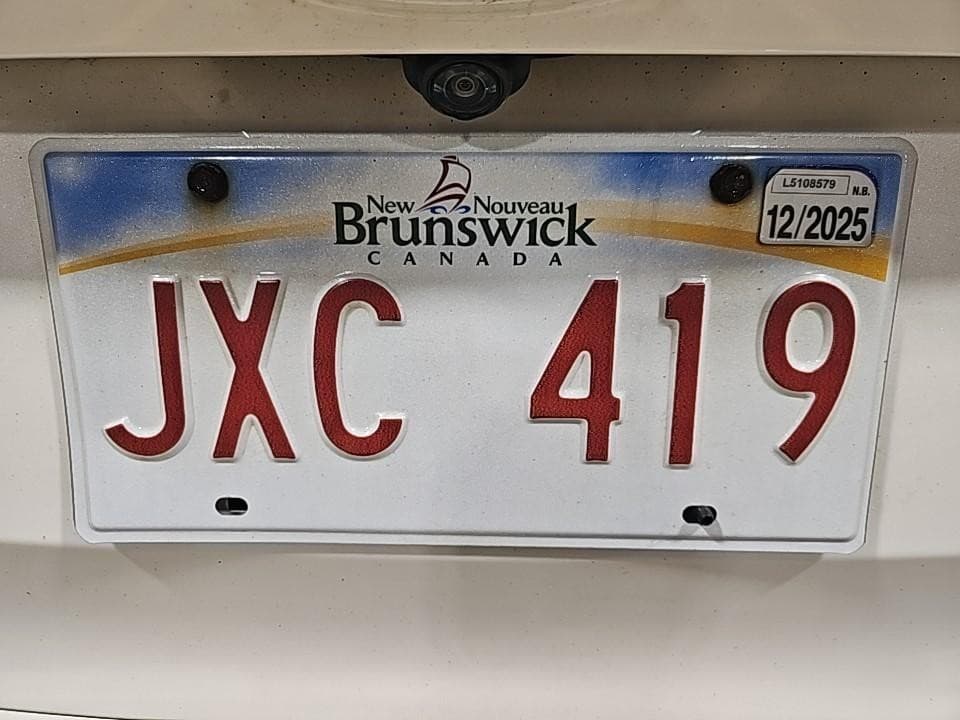 New Nouveau
Brunswick
CANADA
L5108579
N.B.
12/2025
JXC 419